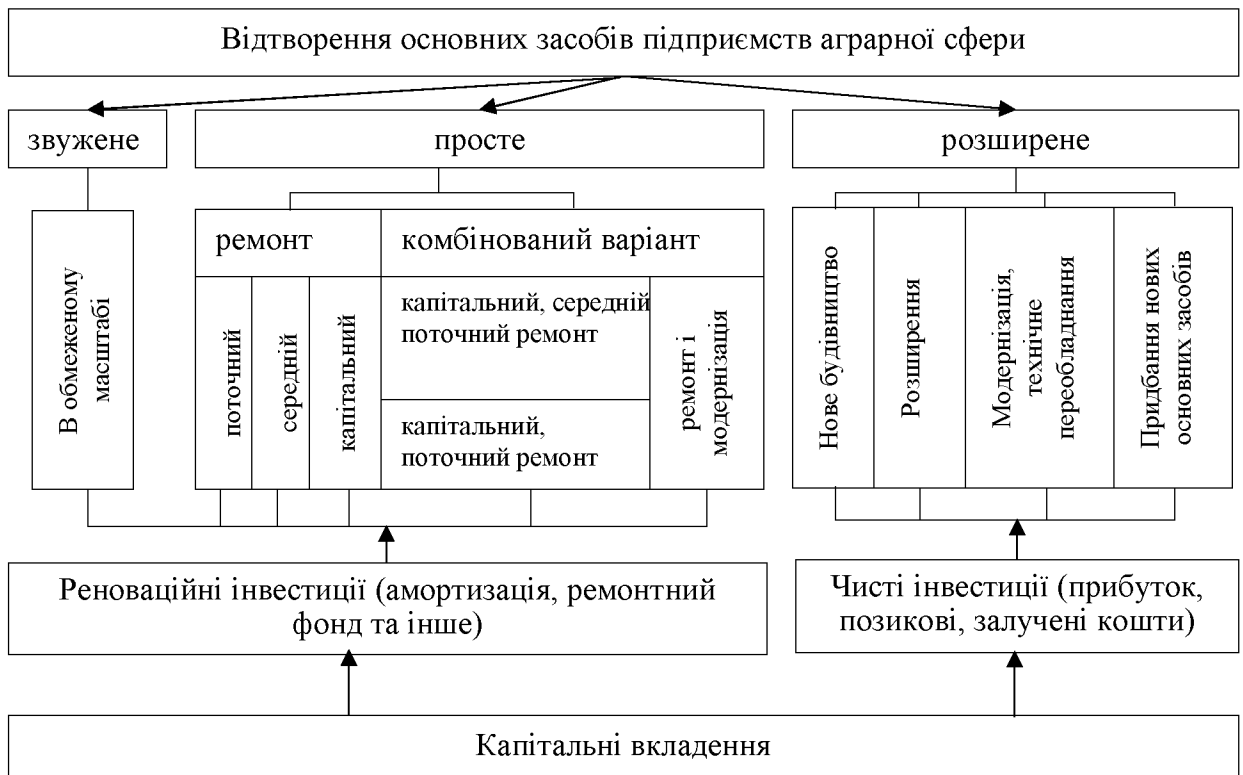 Відтворення основних засобів підприємств аграрної сфери
звужене
просте
розширене
В обмеженому
масштабі
ремонт
комбінований варіант
поточний
середній
капітальний
капітальний, середній
поточний ремонт
капітальний,
поточний ремонт
ремонт і
модернізація
Нове будівництво
Розширення
Модернізація,
технічне
переобладнання
Придбання нових
основних засобів
Реноваційні інвестиції (амортизація, ремонтний
фонд та інше)
Чисті інвестиції (прибуток,
позикові, залучені кошти)
Капітальні вкладення